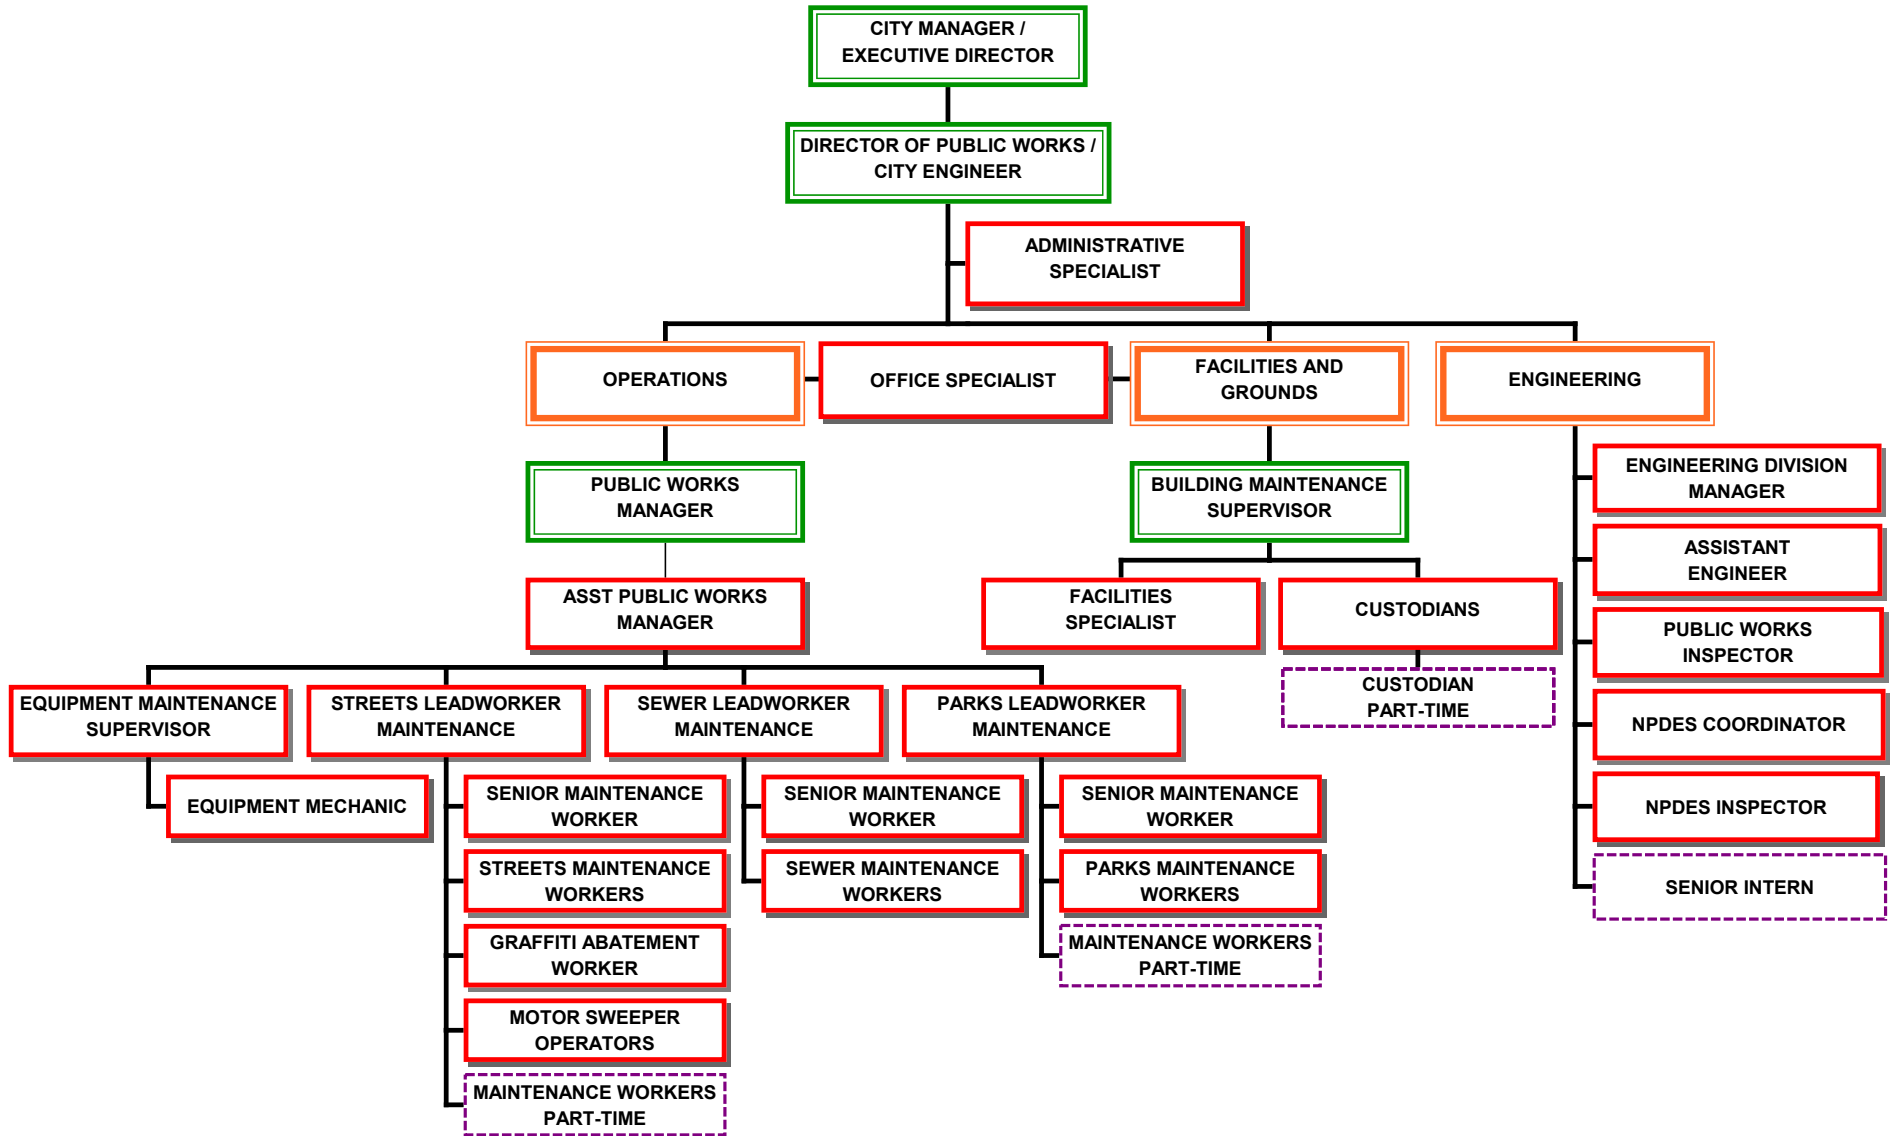 CITY MANAGER /
EXECUTIVE DIRECTOR
DIRECTOR OF PUBLIC WORKS /
CITY ENGINEER
ADMINISTRATIVE
SPECIALIST
OPERATIONS
OFFICE SPECIALIST
FACILITIES AND
GROUNDS
ENGINEERING
PUBLIC WORKS
MANAGER
ASST PUBLIC WORKS
MANAGER
EQUIPMENT MAINTENANCE
SUPERVISOR
EQUIPMENT MECHANIC
STREETS LEADWORKER
MAINTENANCE
SENIOR MAINTENANCE
WORKER
STREETS MAINTENANCE
WORKERS
GRAFFITI ABATEMENT
WORKER
MOTOR SWEEPER
OPERATORS
MAINTENANCE WORKERS
PART-TIME
SEWER LEADWORKER
MAINTENANCE
SENIOR MAINTENANCE
WORKER
SEWER MAINTENANCE
WORKERS
PARKS LEADWORKER
MAINTENANCE
SENIOR MAINTENANCE
WORKER
PARKS MAINTENANCE
WORKERS
MAINTENANCE WORKERS
PART-TIME
BUILDING MAINTENANCE
SUPERVISOR
FACILITIES
SPECIALIST
CUSTODIANS
CUSTODIAN
PART-TIME
ENGINEERING DIVISION
MANAGER
ASSISTANT
ENGINEER
PUBLIC WORKS
INSPECTOR
NPDES COORDINATOR
NPDES INSPECTOR
SENIOR INTERN